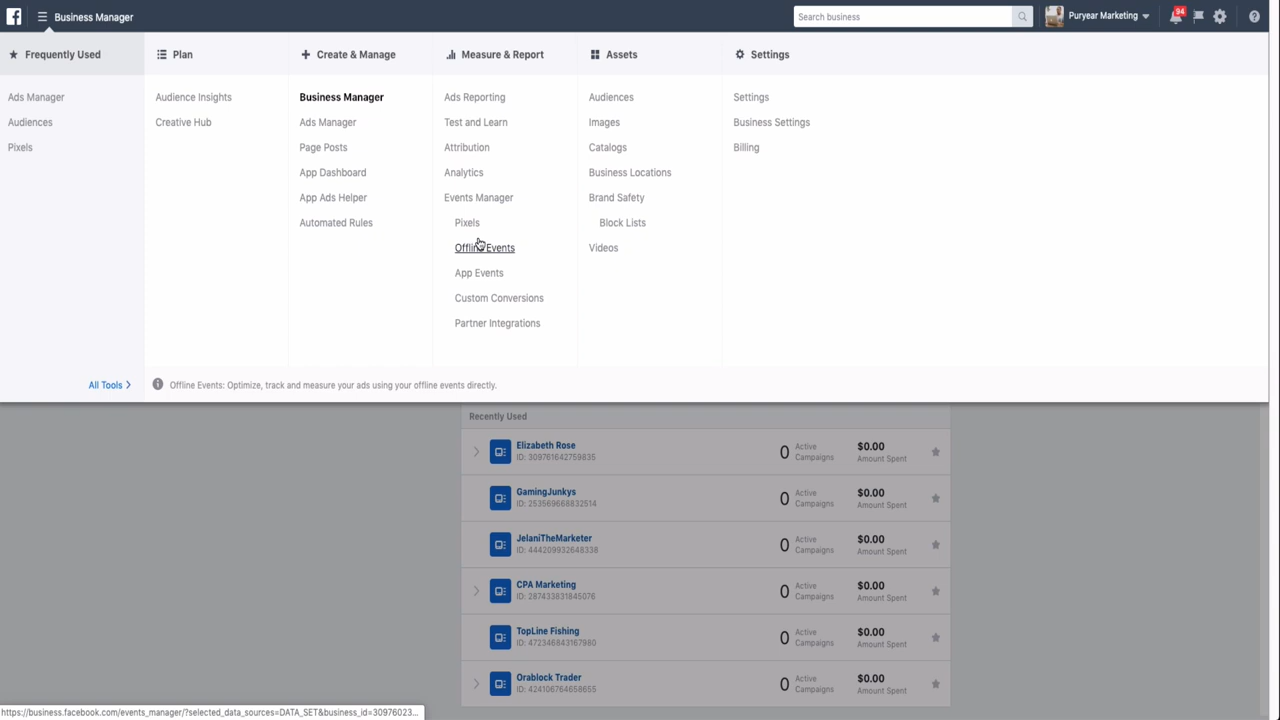 Business Manager
Search business
Puryear Marketing
94
Frequently Used
Ads Manager
Audiences
Pixels
All Tools
Plan
Audience Insights
Creative Hub
Create & Manage
Business Manager
Ads Manager
Page Posts
App Dashboard
App Ads Helper
Automated Rules
Measure & Report
Ads Reporting
Test and Learn
Attribution
Analytics
Events Manager
Pixels
Offline Events
App Events
Custom Conversions
Partner Integrations
Assets
Audiences
Images
Catalogs
Business Locations
Brand Safety
Block Lists
Videos
Settings
Settings
Business Settings
Billing
Offline Events: Optimize, track and measure your ads using your offline events directly.
Recently Used
Elizabeth Rose
ID: 309761642759835
0 Active Campaigns
$0.00
Amount Spent
GamingJunkys
ID: 253569668832514
0 Active Campaigns
$0.00
Amount Spent
JelaniTheMarketer
ID: 444209932648338
0 Active Campaigns
$0.00
Amount Spent
CPA Marketing
ID: 287433831845076
0 Active Campaigns
$0.00
Amount Spent
TopLine Fishing
ID: 472346843167980
0 Active Campaigns
$0.00
Amount Spent
Orablock Trader
ID: 424106764658655
0 Active Campaigns
$0.00
Amount Spent
https://business.facebook.com/events_manager/?selected_data_sources=DATA_SET&business_id=30976023...